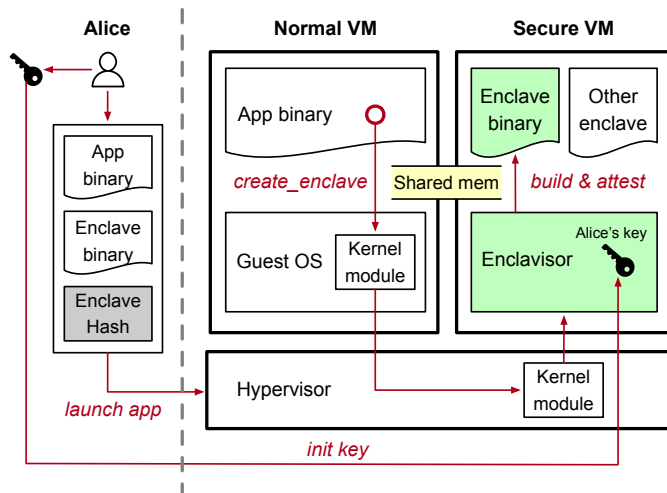 Alice
Normal VM
Secure VM
App
binary
Enclave
binary
Enclave
Hash
launch app
init key
App binary
create_enclave
Shared mem
Guest OS
Kernel
module
Enclave
binary
Other
enclave
build & attest
Alice's key
Enclavisor
Hypervisor
Kernel
module